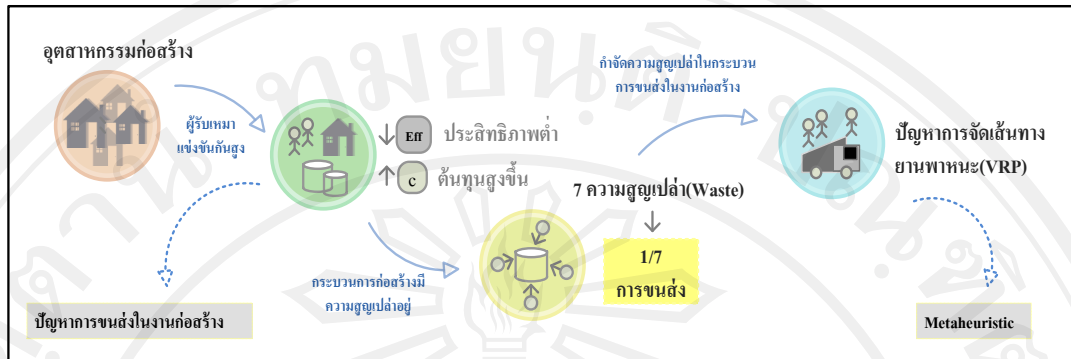 อุตสาหกรรมก่อสร้าง
ผู้รับเหมา
แข่งขันกันสูง
Eff ประสิทธิภาพต่ำ
C ต้นทุนสูงขึ้น
กระบวนการก่อสร้างมี
ความสูญเปล่าอยู่
กำจัดความสูญเปล่าในกระบวน
การขนส่งในงานก่อสร้าง
7 ความสูญเปล่า(Waste)
1/7
การขนส่ง
ปัญหาการจัดเส้นทาง
ยานพาหนะ(VRP)
ปัญหาการขนส่งในงานก่อสร้าง
Metaheuristic